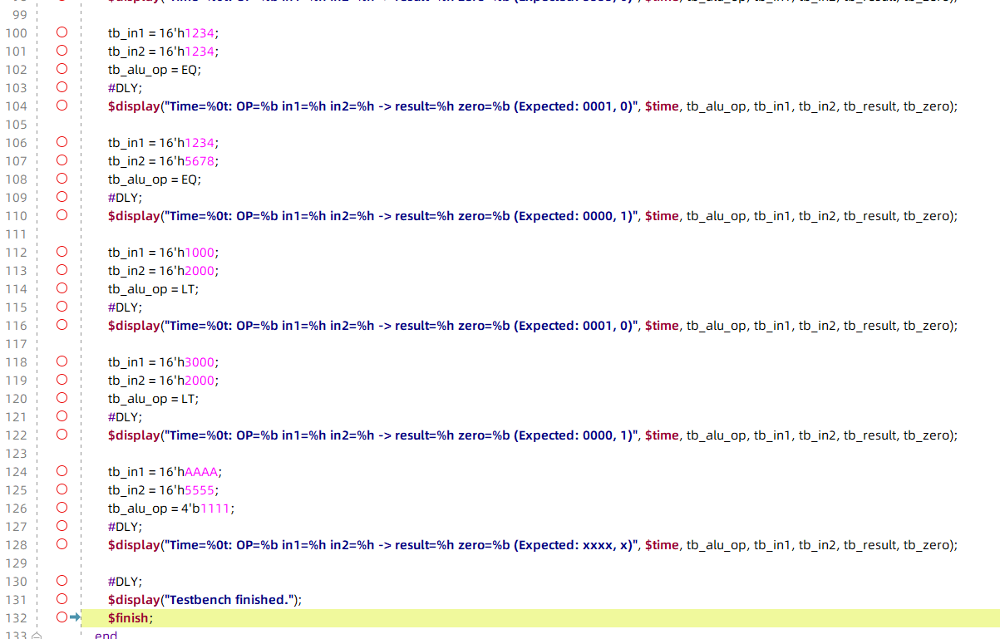 99
100 tb_in1 = 16'h1234;
101 tb_in2 = 16'h1234;
102 tb_alu_op = EQ;
103 #DLY;
104 $display("Time=%0t: OP=%b in1=%h in2=%h -> result=%h zero=%b (Expected: 0001, 0)", $time, tb_alu_op, tb_in1, tb_in2, tb_result, tb_zero);
105
106 tb_in1 = 16'h1234;
107 tb_in2 = 16'h5678;
108 tb_alu_op = EQ;
109 #DLY;
110 $display("Time=%0t: OP=%b in1=%h in2=%h -> result=%h zero=%b (Expected: 0000, 1)", $time, tb_alu_op, tb_in1, tb_in2, tb_result, tb_zero);
111
112 tb_in1 = 16'h1000;
113 tb_in2 = 16'h2000;
114 tb_alu_op = LT;
115 #DLY;
116 $display("Time=%0t: OP=%b in1=%h in2=%h -> result=%h zero=%b (Expected: 0001, 0)", $time, tb_alu_op, tb_in1, tb_in2, tb_result, tb_zero);
117
118 tb_in1 = 16'h3000;
119 tb_in2 = 16'h2000;
120 tb_alu_op = LT;
121 #DLY;
122 $display("Time=%0t: OP=%b in1=%h in2=%h -> result=%h zero=%b (Expected: 0000, 1)", $time, tb_alu_op, tb_in1, tb_in2, tb_result, tb_zero);
123
124 tb_in1 = 16'hAAAA;
125 tb_in2 = 16'h5555;
126 tb_alu_op = 4'b1111;
127 #DLY;
128 $display("Time=%0t: OP=%b in1=%h in2=%h -> result=%h zero=%b (Expected: xxxx, x)", $time, tb_alu_op, tb_in1, tb_in2, tb_result, tb_zero);
129
130 #DLY;
131 $display("Testbench finished.");
132 $finish;
133 end